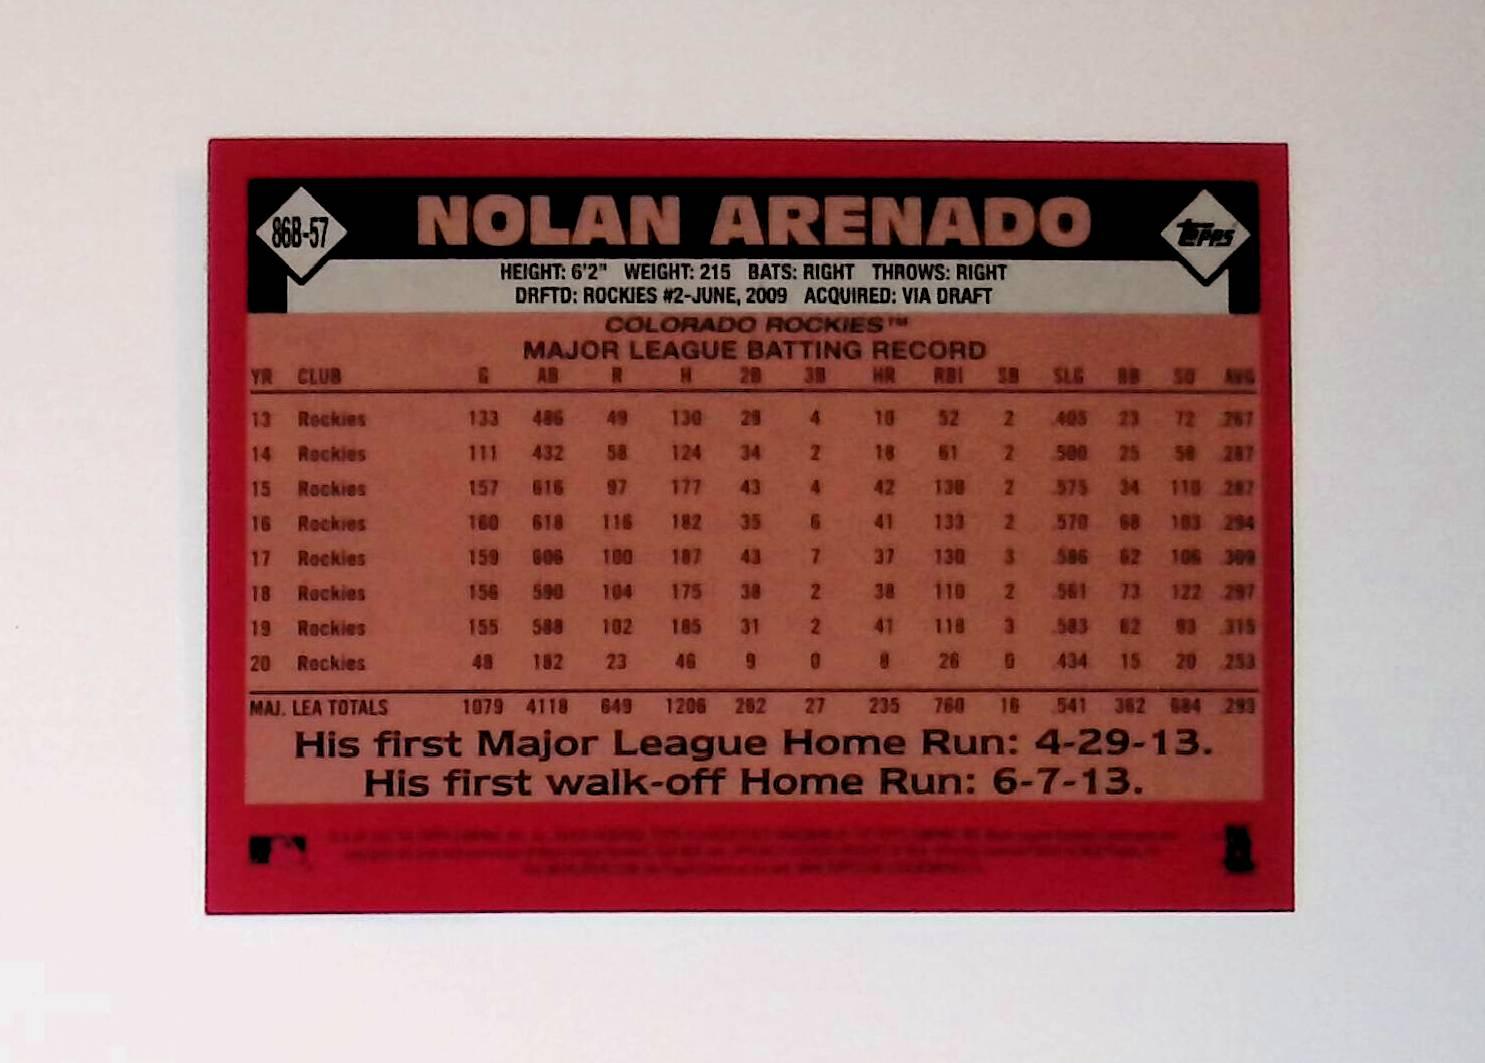 86B-57 NOLAN ARENADO Topps
HEIGHT: 6'2" WEIGHT: 215 BATS: RIGHT THROWS: RIGHT
DRFTD: ROCKIES #2-JUNE, 2009 ACQUIRED: VIA DRAFT
COLORADO ROCKIES™
MAJOR LEAGUE BATTING RECORD
YR CLUB G AB R H 2B 3B HR RBI SB SLG BB SO AVG
13 Rockies 133 486 49 130 29 4 10 52 2 .405 23 72 .267
14 Rockies 111 432 58 124 34 2 18 61 2 .500 25 58 .287
15 Rockies 157 616 97 177 43 4 42 130 2 .575 34 110 .287
16 Rockies 160 618 116 182 35 6 41 133 2 .570 68 103 .294
17 Rockies 159 606 100 187 43 7 37 130 3 .586 62 106 .309
18 Rockies 156 590 104 175 38 2 38 110 2 .561 73 122 .297
19 Rockies 155 588 102 185 31 2 41 118 3 .583 62 93 .315
20 Rockies 48 182 23 46 9 0 8 26 0 .434 15 20 .253
MAJ. LEA TOTALS 1079 4118 649 1206 262 27 235 760 16 .541 362 684 .293
His first Major League Home Run: 4-29-13.
His first walk-off Home Run: 6-7-13.